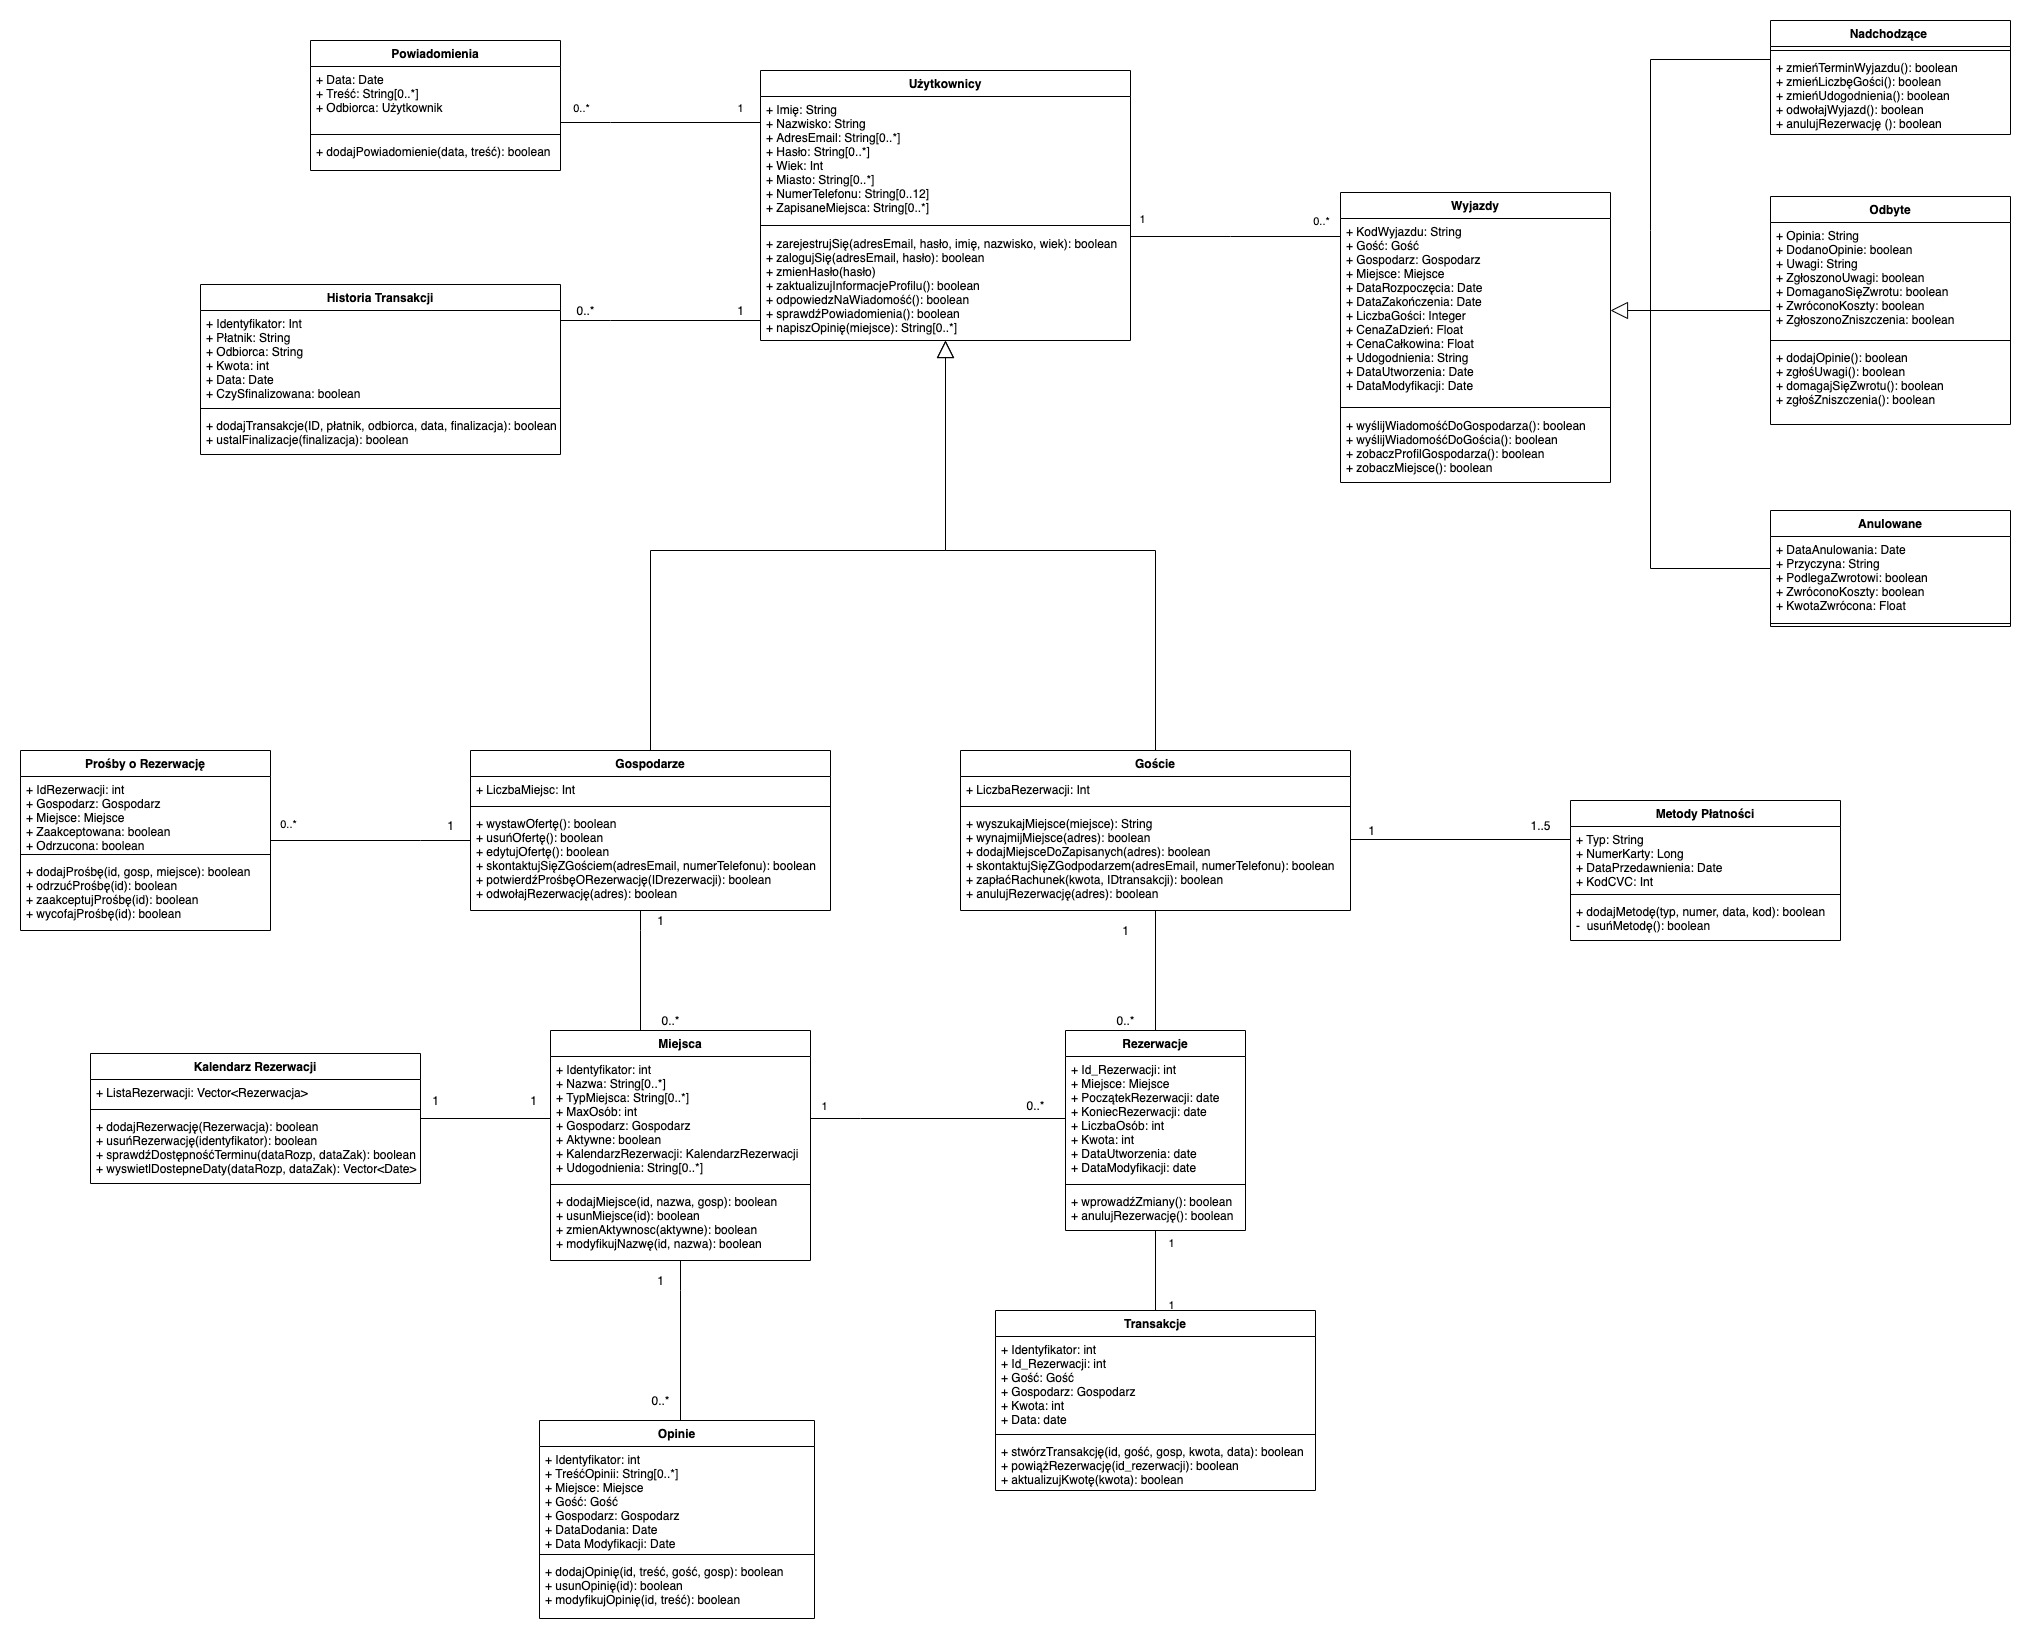 Powiadomienia
+ Data: Date
+ Treść: String[0..*]
+ Odbiorca: Użytkownik
+ dodajPowiadomienie(data, treść): boolean
0..*
1
Użytkownicy
+ Imię: String
+ Nazwisko: String
+ AdresEmail: String[0..*]
+ Hasło: String[0..*]
+ Wiek: Int
+ Miasto: String[0..*]
+ NumerTelefonu: String[0..12]
+ ZapisaneMiejsca: String[0..*]
+ zarejestrujSię(adresEmail, hasło, imię, nazwisko, wiek): boolean
+ zalogujSię(adresEmail, hasło): boolean
+ zmienHasło(hasło)
+ zaktualizujInformacjeProfilu(): boolean
+ odpowiedzNaWiadomość(): boolean
+ sprawdźPowiadomienia(): boolean
+ napiszOpinię(miejsce): String[0..*]
Historia Transakcji
+ Identyfikator: Int
+ Płatnik: String
+ Odbiorca: String
+ Kwota: int
+ Data: Date
+ CzySfinalizowana: boolean
+ dodajTransakcje(ID, płatnik, odbiorca, data, finalizacja): boolean
+ ustalFinalizacje(finalizacja): boolean
0..*
1
1
0..*
Wyjazdy
+ KodWyjazdu: String
+ Gość: Gość
+ Gospodarz: Gospodarz
+ Miejsce: Miejsce
+ DataRozpoczęcia: Date
+ DataZakończenia: Date
+ LiczbaGości: Integer
+ CenaZaDzień: Float
+ CenaCałkowina: Float
+ Udogodnienia: String
+ DataUtworzenia: Date
+ DataModyfikacji: Date
+ wyślijWiadomośćDoGospodarza(): boolean
+ wyślijWiadomośćDoGościa(): boolean
+ zobaczProfilGospodarza(): boolean
+ zobaczMiejsce(): boolean
Nadchodzące
+ zmieńTerminWyjazdu(): boolean
+ zmieńLiczbęGości(): boolean
+ zmieńUdogodnienia(): boolean
+ odwołajWyjazd(): boolean
+ anulujRezerwację (): boolean
Odbyte
+ Opinia: String
+ DodanoOpinie: boolean
+ Uwagi: String
+ ZgłoszonoUwagi: boolean
+ DomaganoSięZwrotu: boolean
+ ZwróconoKoszty: boolean
+ ZgłoszonoZniszczenia: boolean
+ dodajOpinie(): boolean
+ zgłośUwagi(): boolean
+ domagajSięZwrotu(): boolean
+ zgłośZniszczenia(): boolean
Anulowane
+ DataAnulowania: Date
+ Przyczyna: String
+ PodlegaZwrotowi: boolean
+ ZwróconoKoszty: boolean
+ KwotaZwrócona: Float
Prośby o Rezerwację
+ IdRezerwacji: int
+ Gospodarz: Gospodarz
+ Miejsce: Miejsce
+ Zaakceptowana: boolean
+ Odrzucona: boolean
+ dodajProśbę(id, gosp, miejsce): boolean
+ odrzućProśbę(id): boolean
+ zaakceptujProśbę(id): boolean
+ wycofajProśbę(id): boolean
0..*
1
Gospodarze
+ LiczbaMiejsc: Int
+ wystawOfertę(): boolean
+ usuńOfertę(): boolean
+ edytujOfertę(): boolean
+ skontaktujSięZGościem(adresEmail, numerTelefonu): boolean
+ potwierdźProśbęORezerwację(IDrezerwacji): boolean
+ odwołajRezerwację(adres): boolean
Goście
+ LiczbaRezerwacji: Int
+ wyszukajMiejsce(miejsce): String
+ wynajmijMiejsce(adres): boolean
+ dodajMiejsceDoZapisanych(adres): boolean
+ skontaktujSięZGodpodarzem(adresEmail, numerTelefonu): boolean
+ zapłaćRachunek(kwota, IDtransakcji): boolean
+ anulujRezerwację(adres): boolean
1
1..5
Metody Płatności
+ Typ: String
+ NumerKarty: Long
+ DataPrzedawnienia: Date
+ KodCVC: Int
+ dodajMetodę(typ, numer, data, kod): boolean
- usuńMetodę(): boolean
1
0..*
1
0..*
Kalendarz Rezerwacji
+ ListaRezerwacji: Vector<Rezerwacja>
+ dodajRezerwację(Rezerwacja): boolean
+ usuńRezerwację(identyfikator): boolean
+ sprawdźDostępnośćTerminu(dataRozp, dataZak): boolean
+ wyswietlDostepneDaty(dataRozp, dataZak): Vector<Date>
1
1
Miejsca
+ Identyfikator: int
+ Nazwa: String[0..*]
+ TypMiejsca: String[0..*]
+ MaxOsób: int
+ Gospodarz: Gospodarz
+ Aktywne: boolean
+ KalendarzRezerwacji: KalendarzRezerwacji
+ Udogodnienia: String[0..*]
+ dodajMiejsce(id, nazwa, gosp): boolean
+ usunMiejsce(id): boolean
+ zmienAktywnosc(aktywne): boolean
+ modyfikujNazwę(id, nazwa): boolean
1
0..*
Rezerwacje
+ Id_Rezerwacji: int
+ Miejsce: Miejsce
+ PoczątekRezerwacji: date
+ KoniecRezerwacji: date
+ LiczbaOsób: int
+ Kwota: int
+ DataUtworzenia: date
+ DataModyfikacji: date
+ wprowadźZmiany(): boolean
+ anulujRezerwację(): boolean
1
1
Transakcje
+ Identyfikator: int
+ Id_Rezerwacji: int
+ Gość: Gość
+ Gospodarz: Gospodarz
+ Kwota: int
+ Data: date
+ stwórzTransakcję(id, gość, gosp, kwota, data): boolean
+ powiążRezerwację(id_rezerwacji): boolean
+ aktualizujKwotę(kwota): boolean
1
0..*
Opinie
+ Identyfikator: int
+ TreśćOpinii: String[0..*]
+ Miejsce: Miejsce
+ Gość: Gość
+ Gospodarz: Gospodarz
+ DataDodania: Date
+ Data Modyfikacji: Date
+ dodajOpinię(id, treść, gość, gosp): boolean
+ usunOpinię(id): boolean
+ modyfikujOpinię(id, treść): boolean